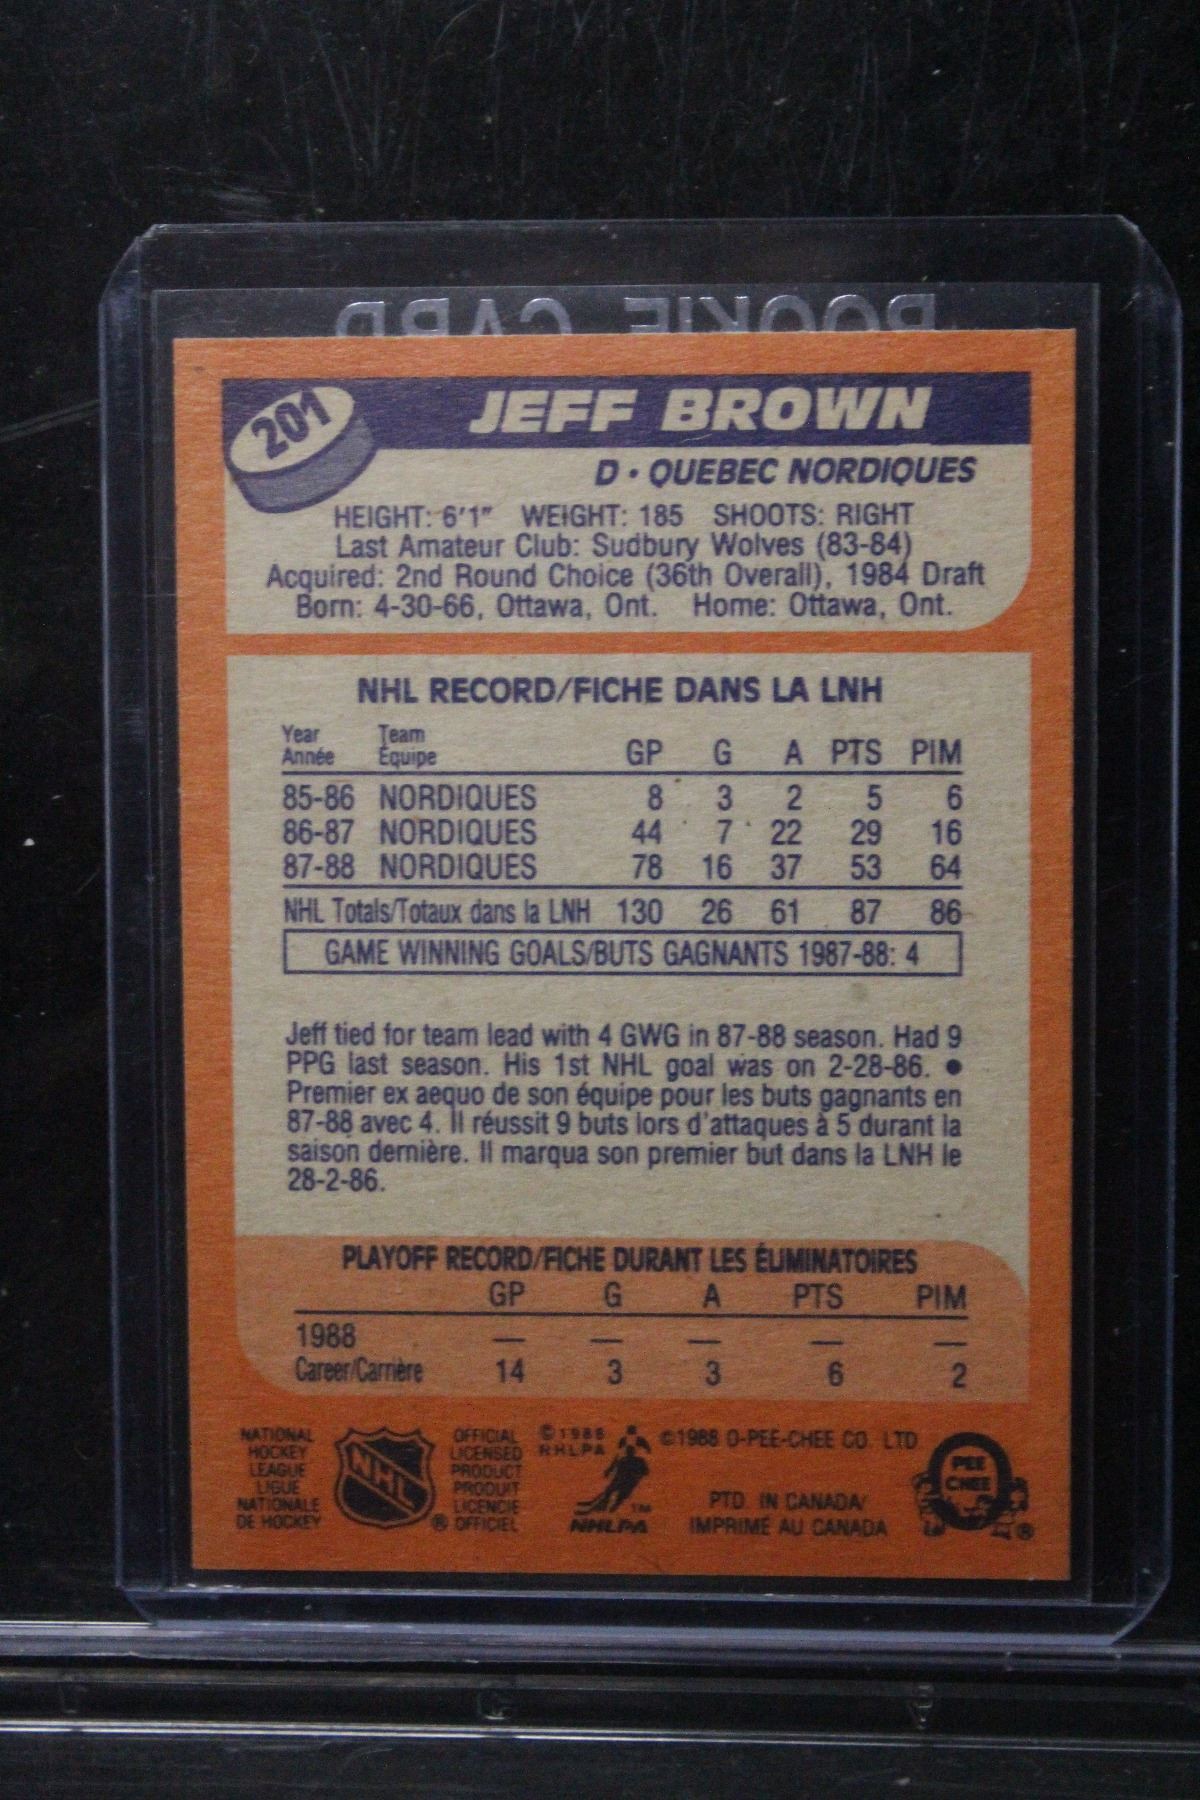 ROOKIE CARD
201
JEFF BROWN
D · QUEBEC NORDIQUES
HEIGHT: 6'1" WEIGHT: 185 SHOOTS: RIGHT
Last Amateur Club: Sudbury Wolves (83-84)
Acquired: 2nd Round Choice (36th Overall), 1984 Draft
Born: 4-30-66, Ottawa, Ont. Home: Ottawa, Ont.
NHL RECORD/FICHE DANS LA LNH
Year Team
Année Équipe GP G A PTS PIM
85-86 NORDIQUES 8 3 2 5 6
86-87 NORDIQUES 44 7 22 29 16
87-88 NORDIQUES 78 16 37 53 64
NHL Totals/Totaux dans la LNH 130 26 61 87 86
GAME WINNING GOALS/BUTS GAGNANTS 1987-88: 4
Jeff tied for team lead with 4 GWG in 87-88 season. Had 9
PPG last season. His 1st NHL goal was on 2-28-86. ●
Premier ex aequo de son équipe pour les buts gagnants en
87-88 avec 4. Il réussit 9 buts lors d'attaques à 5 durant la
saison dernière. Il marqua son premier but dans la LNH le
28-2-86.
PLAYOFF RECORD/FICHE DURANT LES ÉLIMINATOIRES
GP G A PTS PIM
1988 — — — — —
Career/Carrière 14 3 3 6 2
NATIONAL
HOCKEY
LEAGUE
LIGUE
NATIONALE
DE HOCKEY
NHL
®
OFFICIAL
LICENSED
PRODUCT
PRODUIT
LICENCIE
OFFICIEL
©1988
NHLPA
TM
NHLPA
©1988 O-PEE-CHEE CO. LTD
PTD. IN CANADA/
IMPRIMÉ AU CANADA
O
PEE
CHEE
®